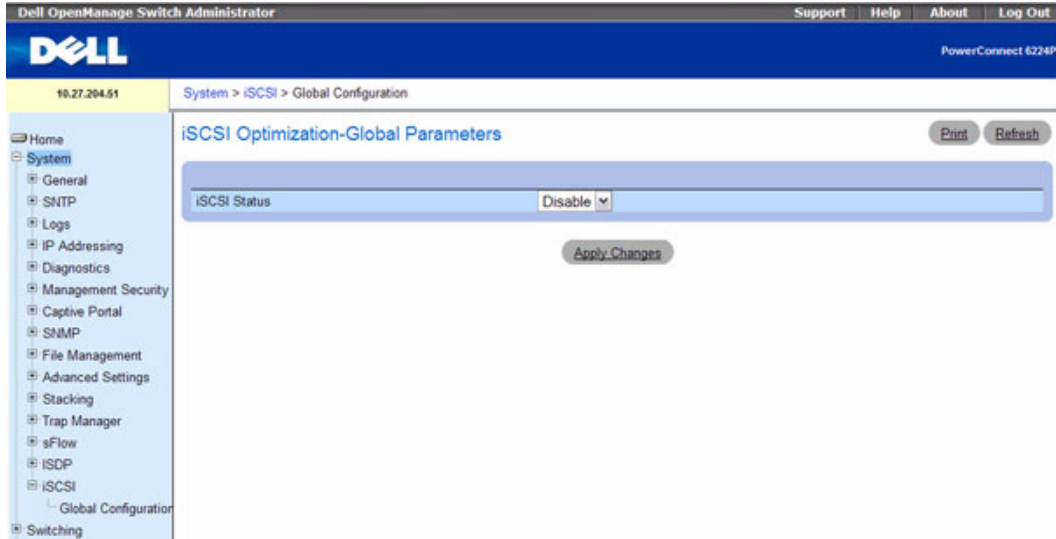 Dell OpenManage Switch Administrator
Support Help About Log Out
DELL
PowerConnect 6224P
10.27.204.51
System > iSCSI > Global Configuration
iSCSI Optimization-Global Parameters
Print Refresh
iSCSI Status Disable
Apply Changes
Home
System
General
SNTP
Logs
IP Addressing
Diagnostics
Management Security
Captive Portal
SNMP
File Management
Advanced Settings
Stacking
Trap Manager
sFlow
ISDP
iSCSI
Global Configuration
Switching